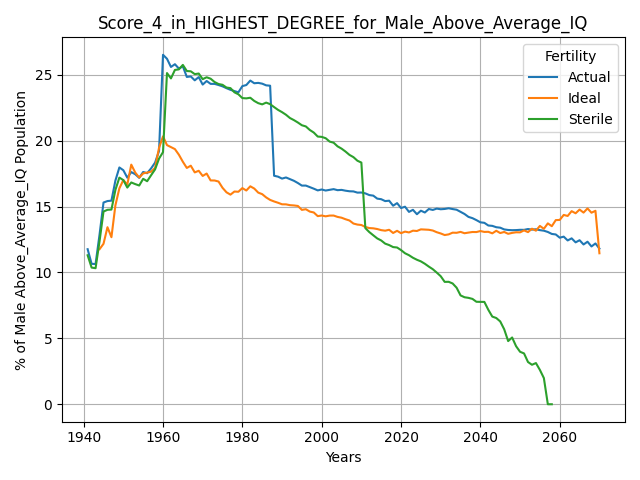 Score_4_in_HIGHEST_DEGREE_for_Male_Above_Average_IQ
% of Male Above_Average_IQ Population
25
20
15
10
5
0
Fertility
Actual
Ideal
Sterile
1940 1960 1980 2000 2020 2040 2060
Years